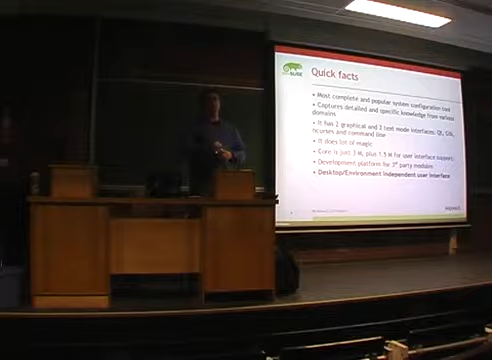 SUSE
Quick facts
• Most complete and popular system configuration tool
• Captures detailed and specific knowledge from various
domains
• It has 2 graphical and 2 text mode interfaces: Qt, Gtk,
ncurses and command line
• It does lot of magic
• Core is just 3 M, plus 1.5 M for user interface support
• Development platform for 3rd party modules
• Desktop/Environment independent user interface